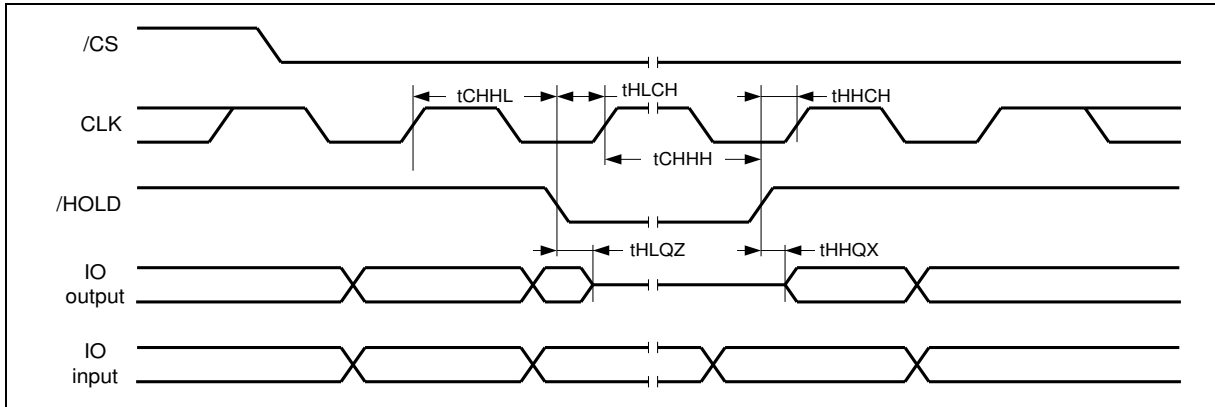 /CS
tCHHL
tHLCH
tHHCH
CLK
tCHHH
/HOLD
tHLQZ
tHHQX
IO
output
IO
input